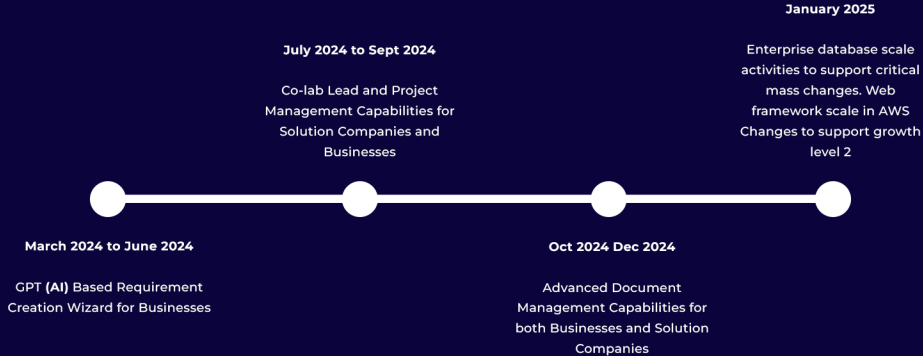 January 2025
Enterprise database scale
activities to support critical
mass changes. Web
framework scale in AWS
Changes to support growth
level 2
July 2024 to Sept 2024
Co-lab Lead and Project
Management Capabilities for
Solution Companies and
Businesses
March 2024 to June 2024
GPT (AI) Based Requirement
Creation Wizard for Businesses
Oct 2024 Dec 2024
Advanced Document
Management Capabilities for
both Businesses and Solution
Companies